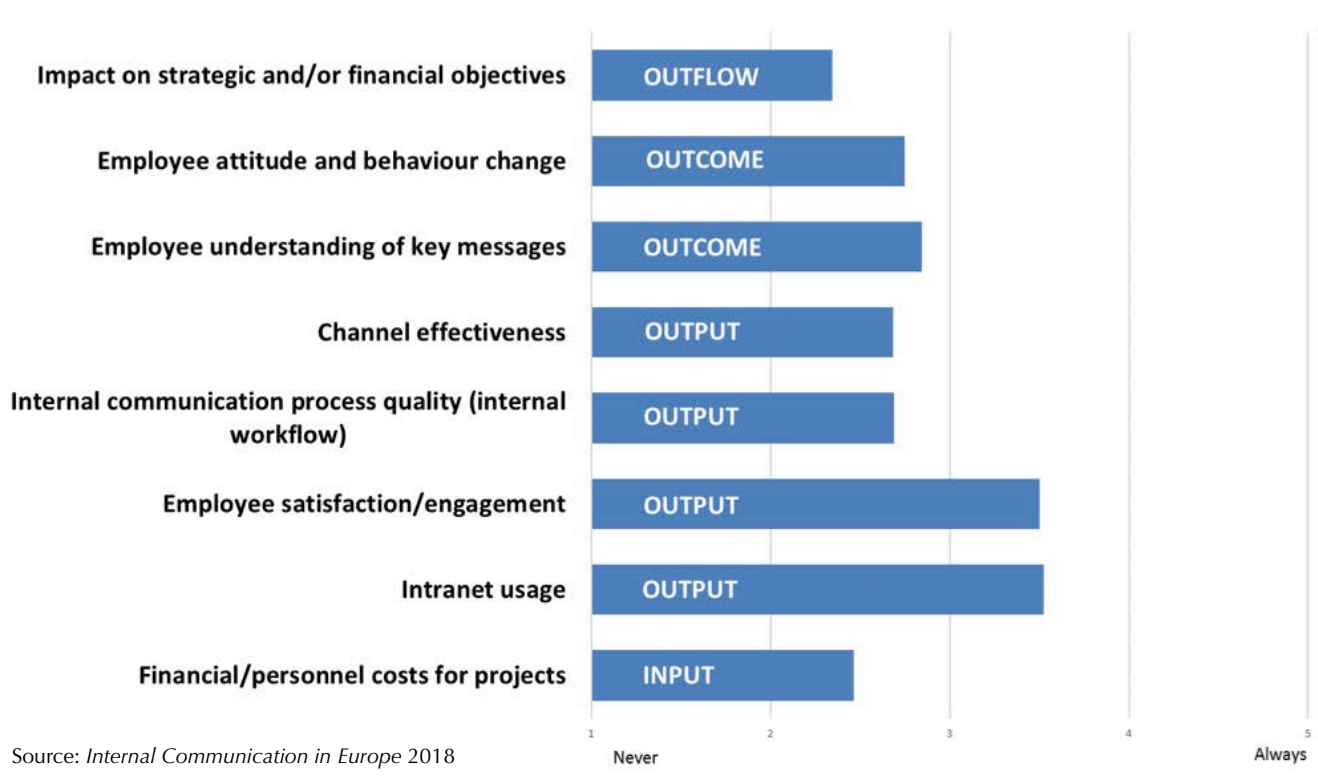 Impact on strategic and/or financial objectives
OUTFLOW
Employee attitude and behaviour change
OUTCOME
Employee understanding of key messages
OUTCOME
Channel effectiveness
OUTPUT
Internal communication process quality (internal
workflow)
OUTPUT
Employee satisfaction/engagement
OUTPUT
Intranet usage
OUTPUT
Financial/personnel costs for projects
INPUT
1 2 3 4 5
Never Always
Source: Internal Communication in Europe 2018